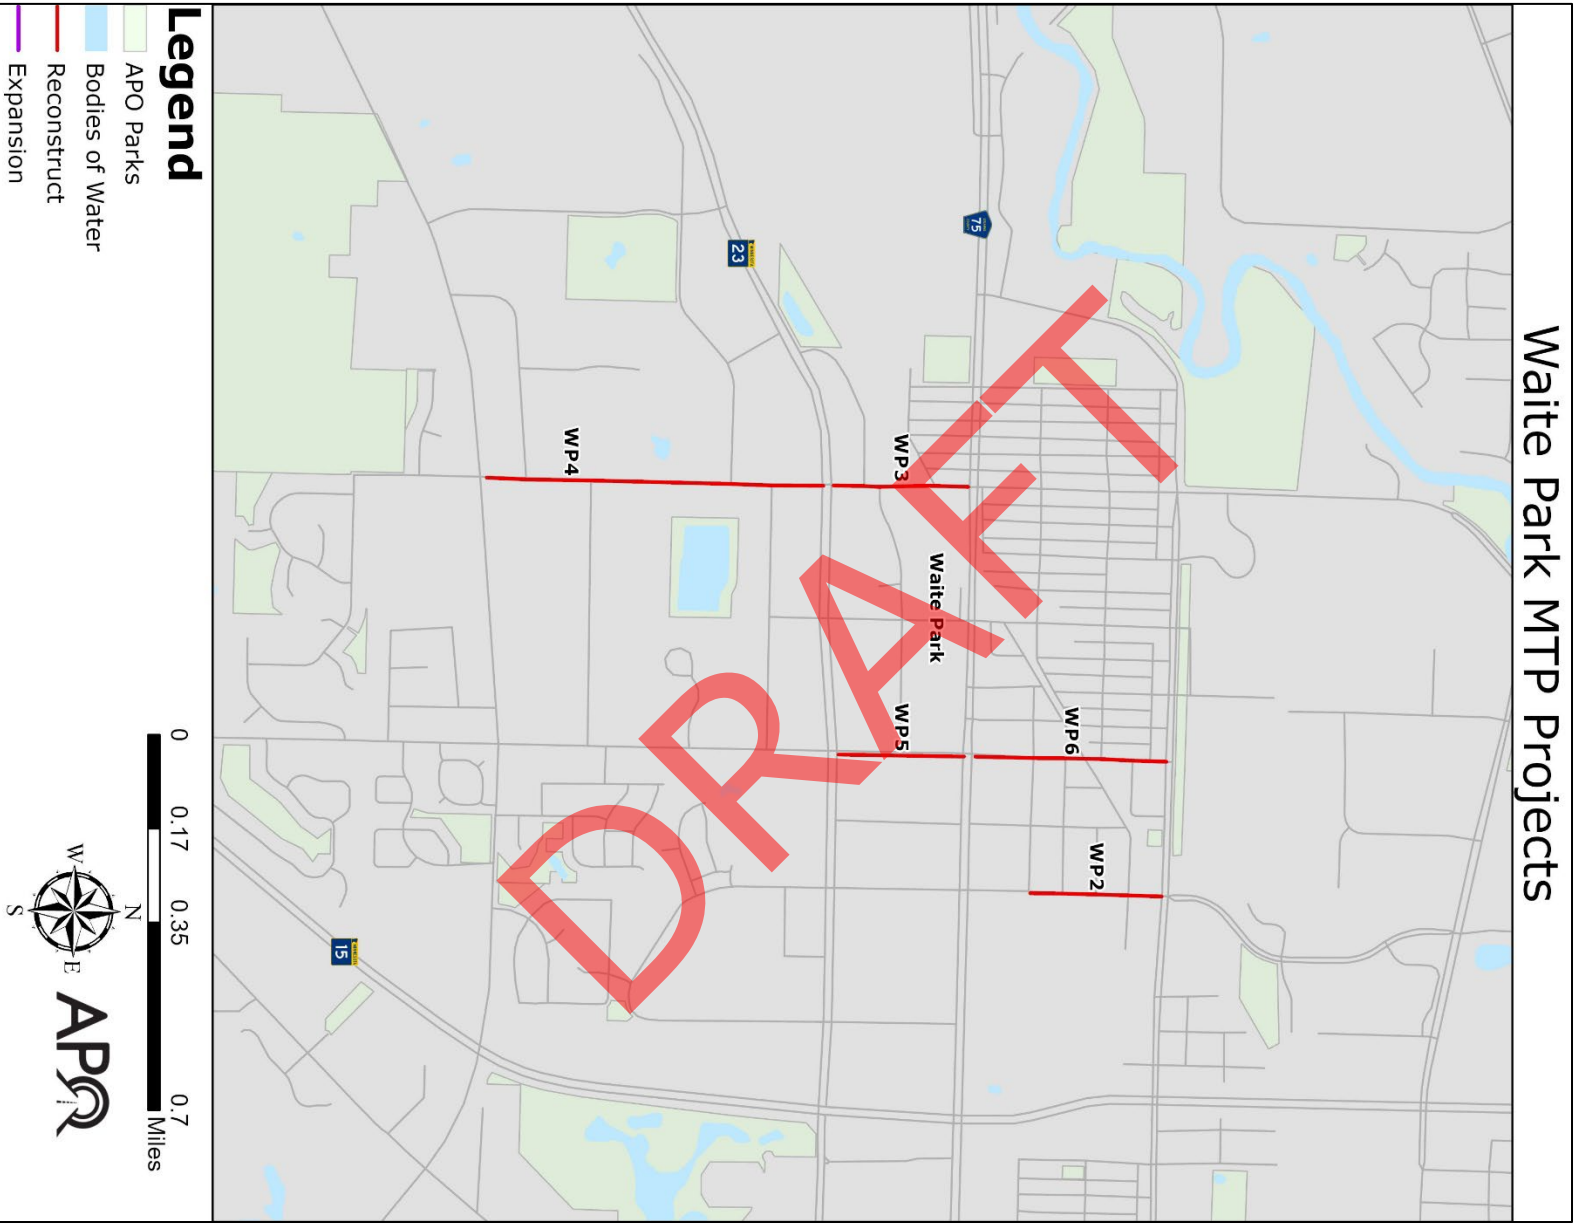 Waite Park MTP Projects
75
23
WP3
WP4
Waite Park
WP5
WP6
WP2
15
DRAFT
Legend
APO Parks
Bodies of Water
Reconstruct
Expansion
0 0.17 0.35 0.7
Miles
N
W
E
S
APO